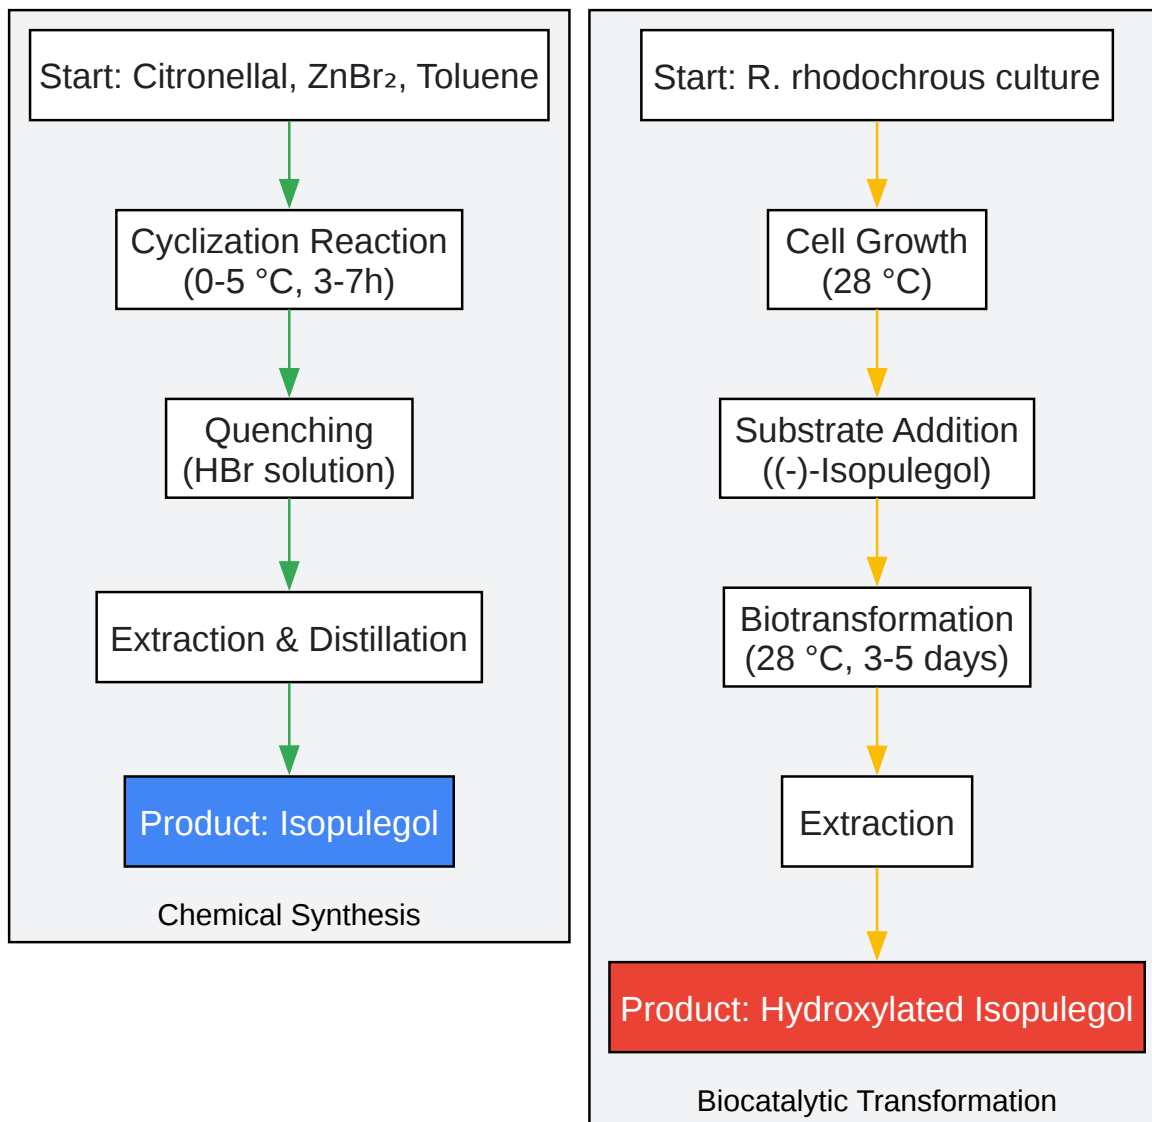 Start: Citronellal, ZnBr₂, Toluene
Cyclization Reaction
(0-5 °C, 3-7h)
Quenching
(HBr solution)
Extraction & Distillation
Product: Isopulegol
Chemical Synthesis
Start: R. rhodochrous culture
Cell Growth
(28 °C)
Substrate Addition
((-)-Isopulegol)
Biotransformation
(28 °C, 3-5 days)
Extraction
Product: Hydroxylated Isopulegol
Biocatalytic Transformation